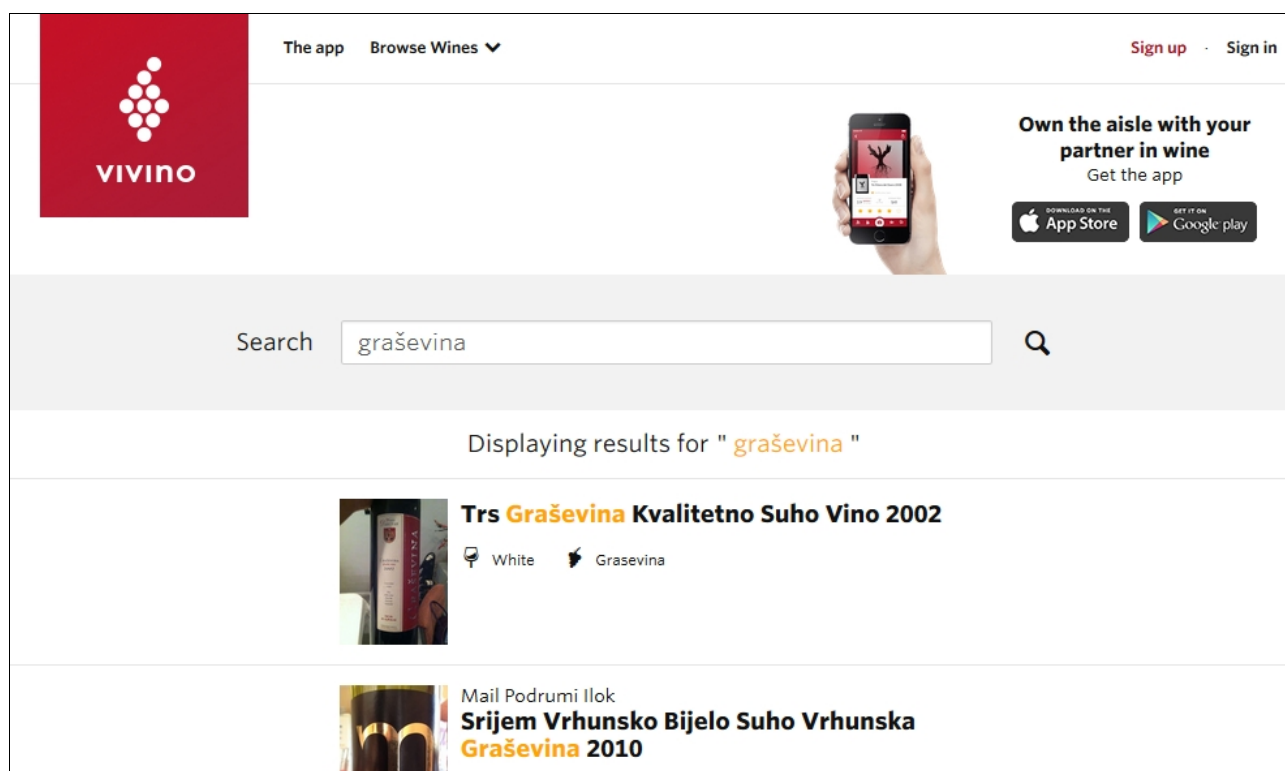 The app
Browse Wines
Sign up · Sign in
vivino
Own the aisle with your
partner in wine
Get the app
DOWNLOAD ON THE
App Store
GET IT ON
Google play
Search
graševina
Displaying results for " graševina "
Trs Graševina Kvalitetno Suho Vino 2002
White
Grasevina
GRAŠEVINA
Mail Podrumi Ilok
Srijem Vrhunsko Bijelo Suho Vrhunska
Graševina 2010
m